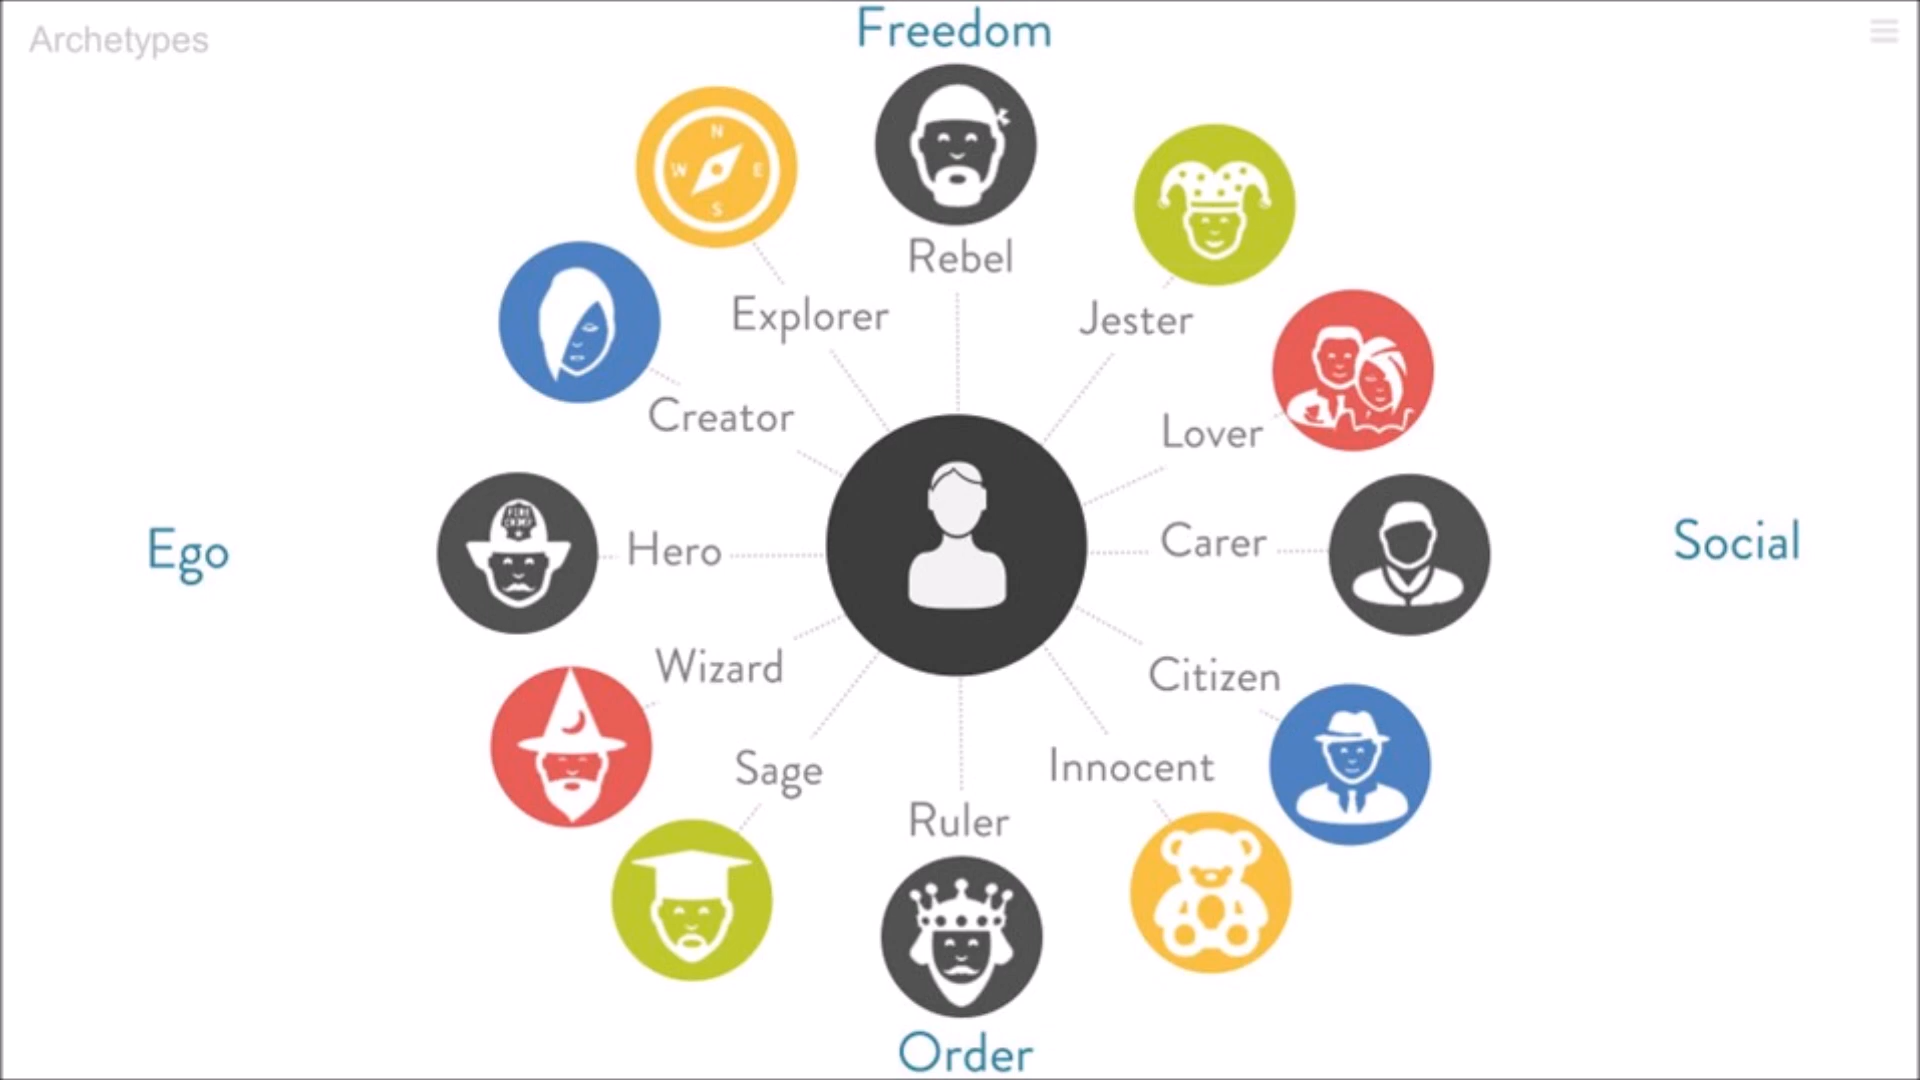 Archetypes
Freedom
N
W E
S
Rebel
Explorer
Jester
Creator
Lover
Ego
Hero
Carer
Social
Wizard
Citizen
Sage
Innocent
Ruler
Order